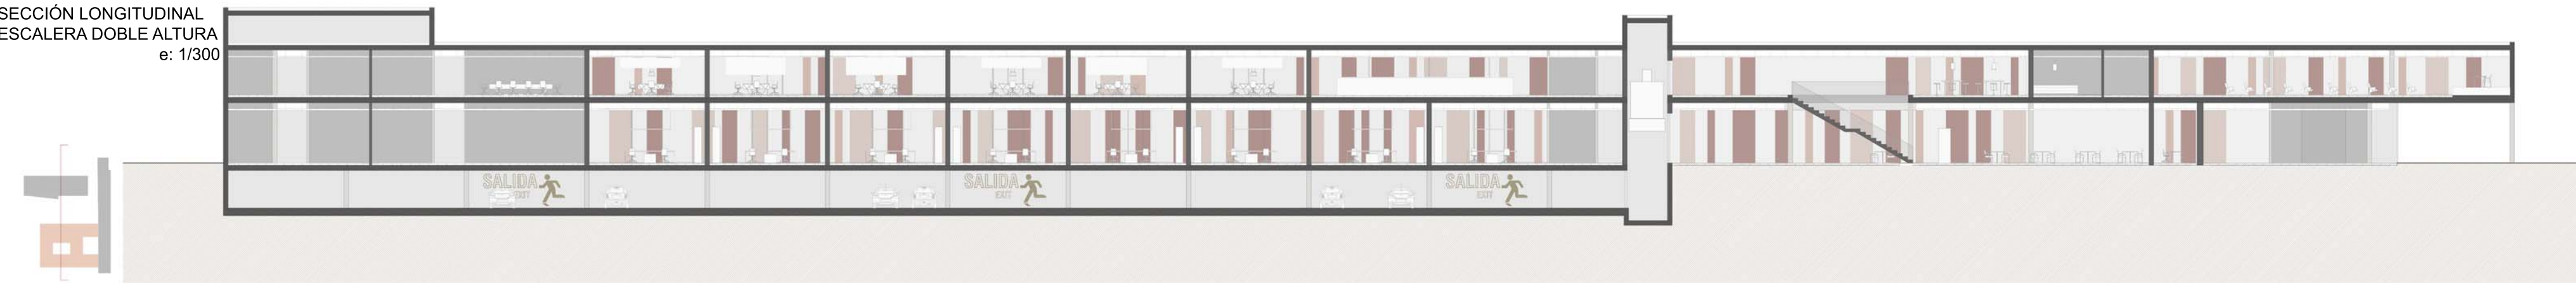 SECCIÓN LONGITUDINAL
ESCALERA DOBLE ALTURA
e: 1/300
SALIDA
EXIT
SALIDA
EXIT
SALIDA
EXIT